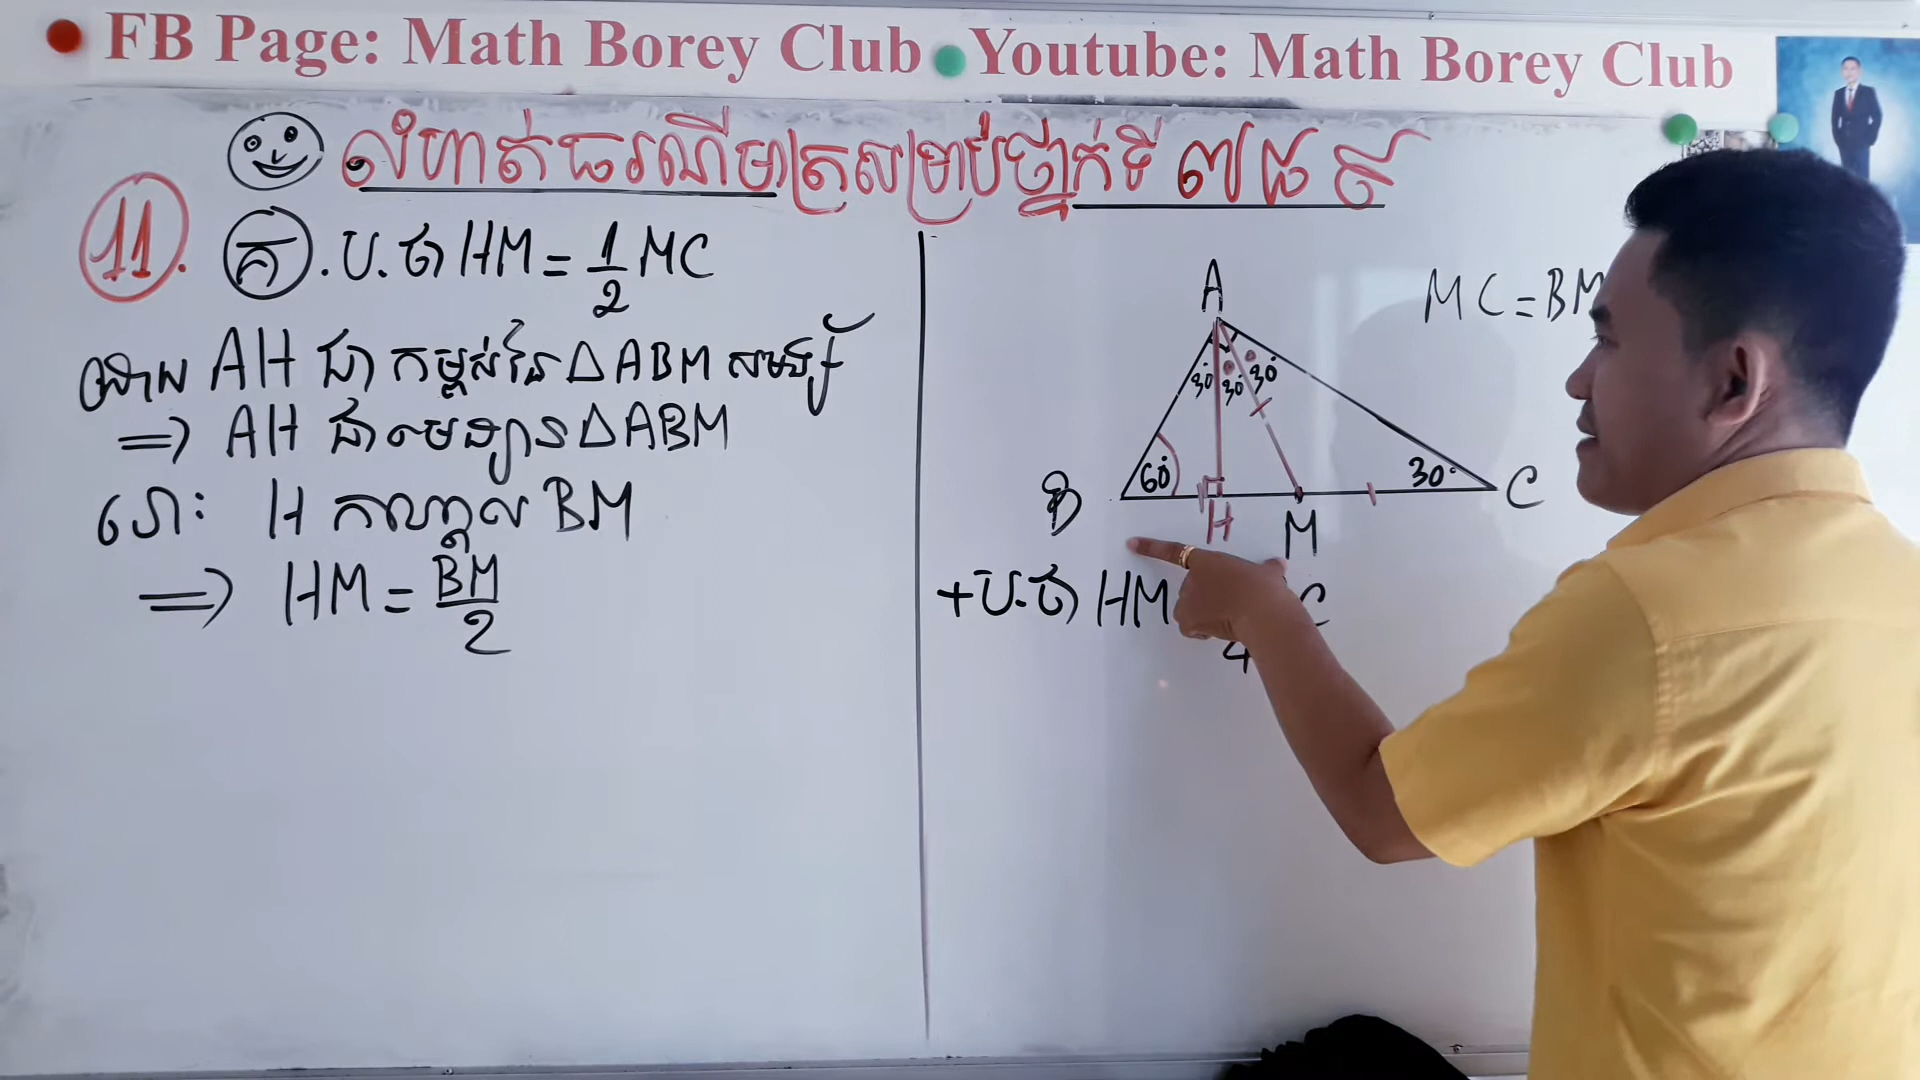 FB Page: Math Borey Club Youtube: Math Borey Club
លំហាត់ធរណីមាត្រសម្រាប់ថ្នាក់ទី ៧ ៨ ៩
11. ក . ប.ថា HM = 1/2 MC
ដោយ AH ជា កម្ពស់នៃ ΔABM សម័ង្ស
=> AH ជាមេដ្យាន ΔABM
នោះ H កណ្តាល BM
=> HM = BM/2
MC = BM
A
30° 30° 30°
60° 30°
B H M C
+ ប.ថា HM
4
C